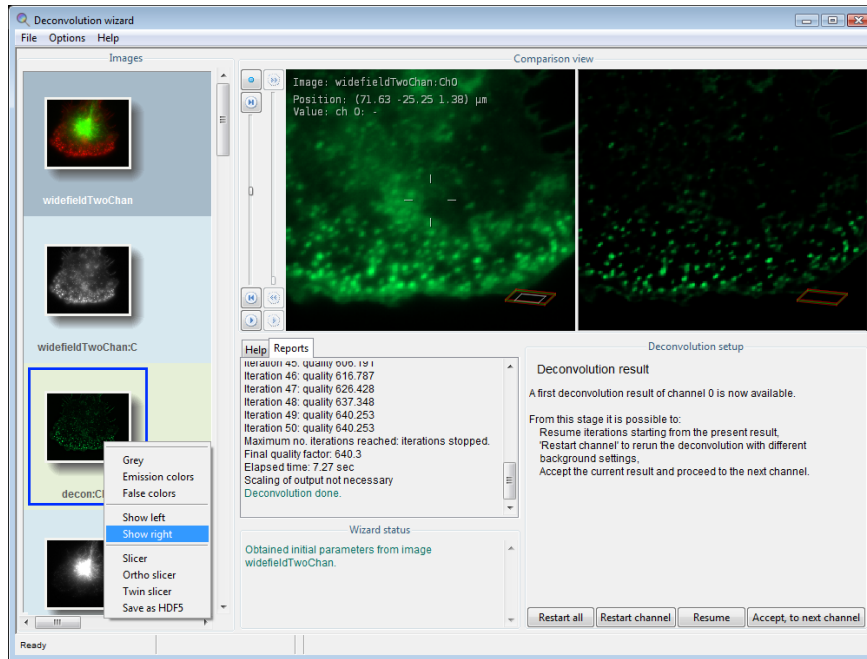 Deconvolution wizard
File Options Help
Images
widefieldTwoChan
widefieldTwoChan:C
decon:C
Grey
Emission colors
False colors
Show left
Show right
Slicer
Ortho slicer
Twin slicer
Save as HDF5
Comparison view
Image: widefieldTwoChan:Ch0
Position: (71.63 -25.25 1.38) µm
Value: ch 0: -
Help Reports
Iteration 45: quality 606.191
Iteration 46: quality 616.787
Iteration 47: quality 626.428
Iteration 48: quality 637.348
Iteration 49: quality 640.253
Iteration 50: quality 640.253
Maximum no. iterations reached: iterations stopped.
Final quality factor: 640.3
Elapsed time: 7.27 sec
Scaling of output not necessary
Deconvolution done.
Wizard status
Obtained initial parameters from image
widefieldTwoChan.
Deconvolution setup
Deconvolution result
A first deconvolution result of channel 0 is now available.
From this stage it is possible to:
Resume iterations starting from the present result,
'Restart channel' to rerun the deconvolution with different
background settings,
Accept the current result and proceed to the next channel.
Restart all Restart channel Resume Accept, to next channel
Ready